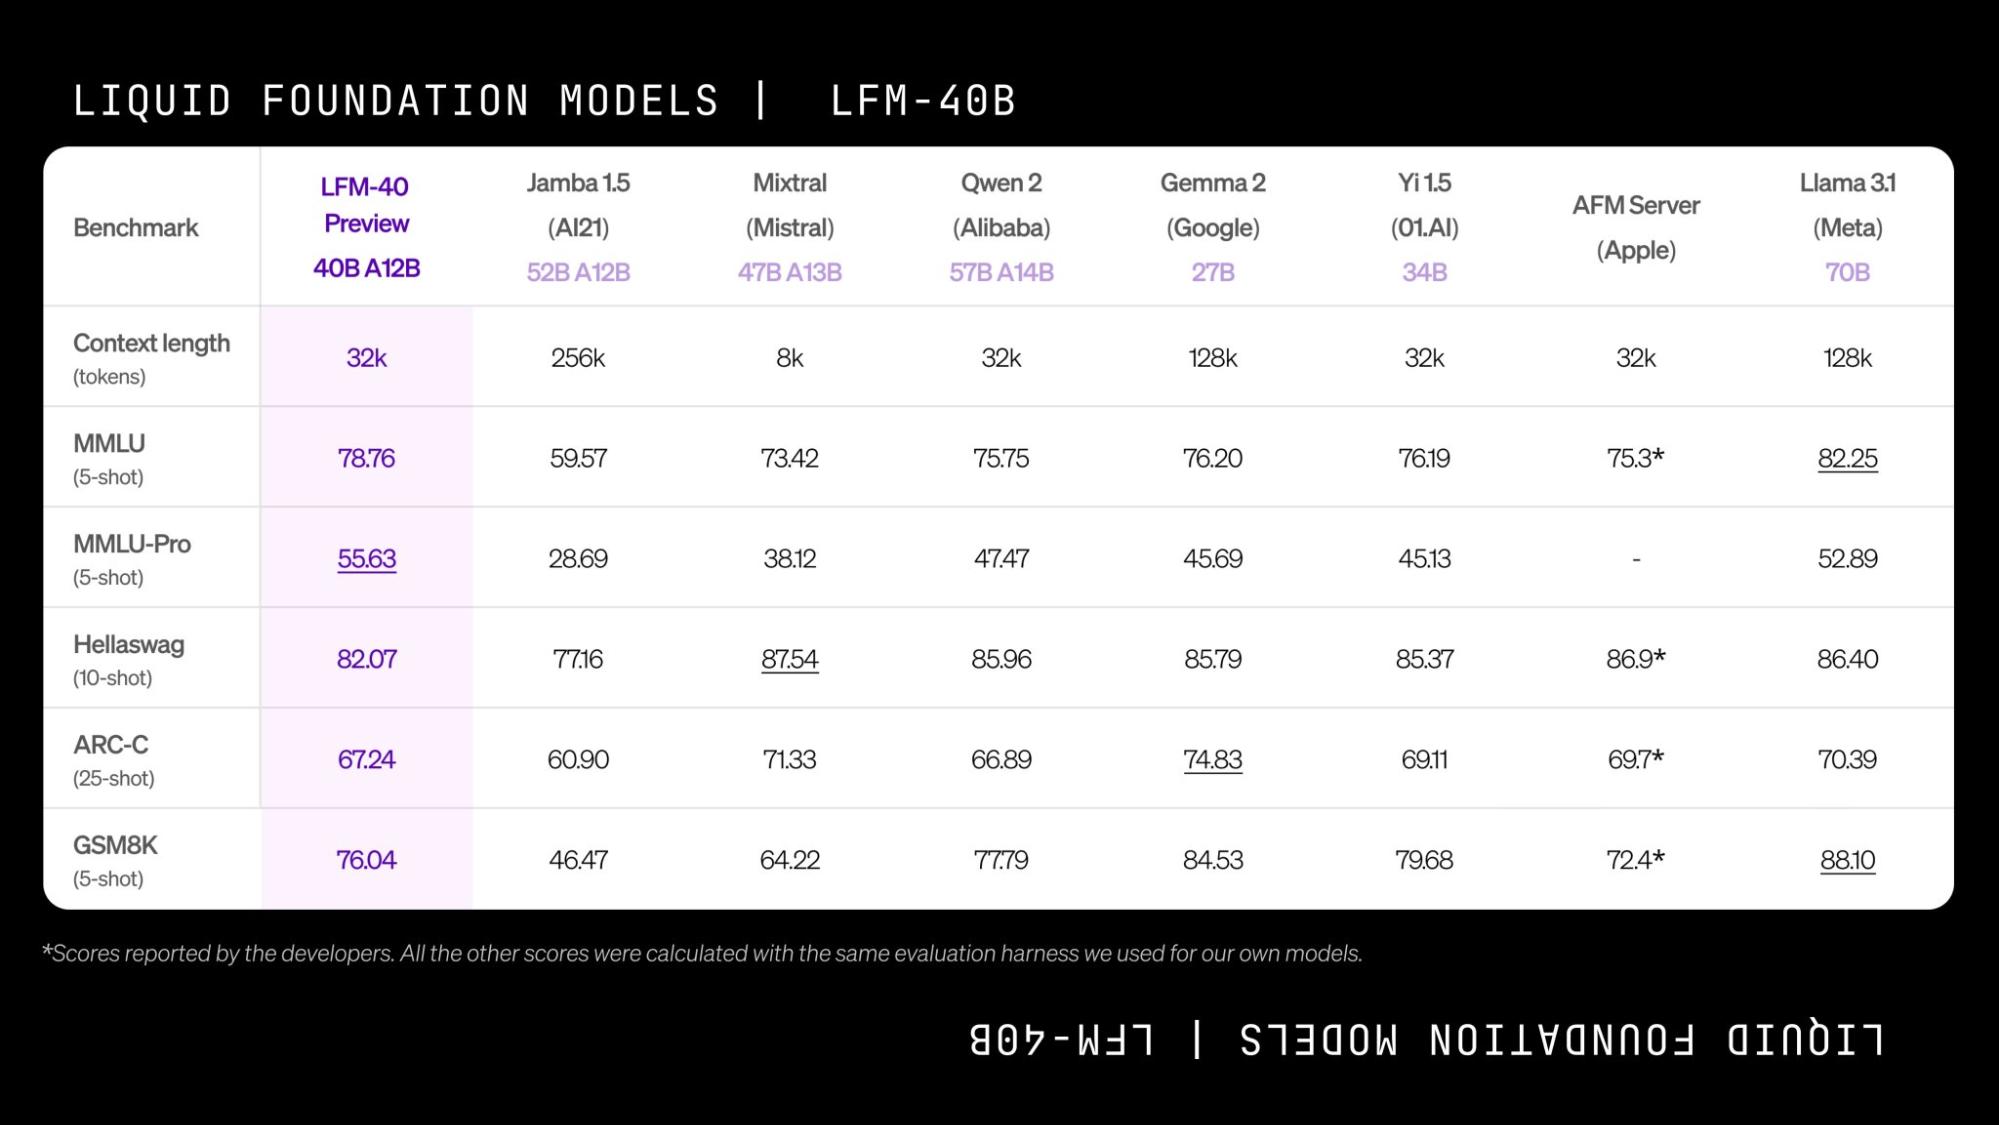 LIQUID FOUNDATION MODELS | LFM-40B
Benchmark
LFM-40
Preview
40B A12B
Jamba 1.5
(AI21)
52B A12B
Mixtral
(Mistral)
47B A13B
Qwen 2
(Alibaba)
57B A14B
Gemma 2
(Google)
27B
Yi 1.5
(01.AI)
34B
AFM Server
(Apple)
Llama 3.1
(Meta)
70B
Context length
(tokens)
32k 256k 8k 32k 128k 32k 32k 128k
MMLU
(5-shot)
78.76 59.57 73.42 75.75 76.20 76.19 75.3* 82.25
MMLU-Pro
(5-shot)
55.63 28.69 38.12 47.47 45.69 45.13 - 52.89
Hellaswag
(10-shot)
82.07 77.16 87.54 85.96 85.79 85.37 86.9* 86.40
ARC-C
(25-shot)
67.24 60.90 71.33 66.89 74.83 69.11 69.7* 70.39
GSM8K
(5-shot)
76.04 46.47 64.22 77.79 84.53 79.68 72.4* 88.10
*Scores reported by the developers. All the other scores were calculated with the same evaluation harness we used for our own models.
LIQUID FOUNDATION MODELS | LFM-40B